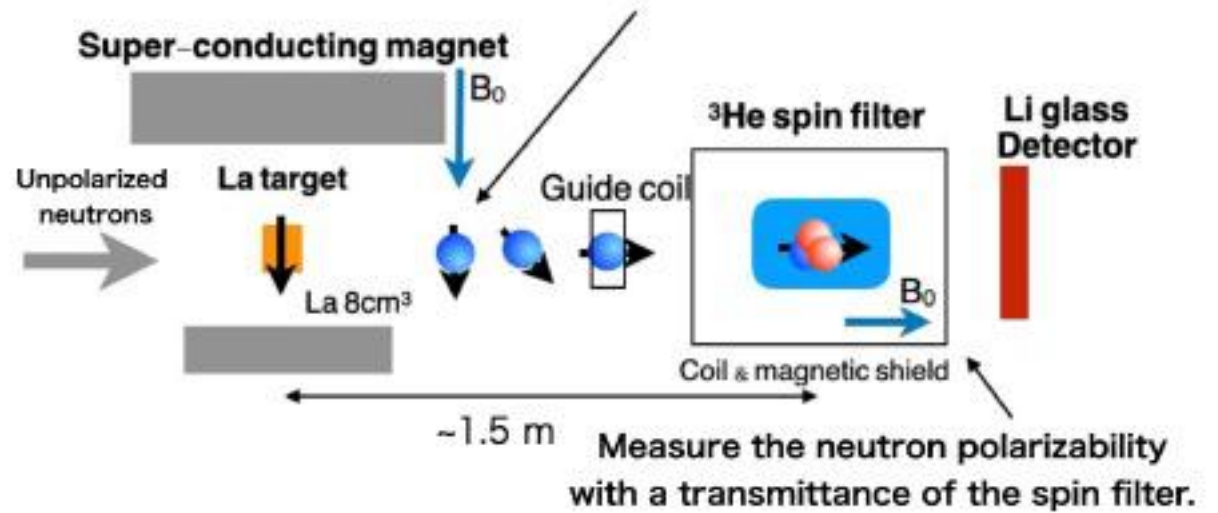 Super-conducting magnet
B₀
³He spin filter
Li glass
Detector
Unpolarized
neutrons
La target
Guide coil
La 8cm³
B₀
Coil & magnetic shield
~1.5 m
Measure the neutron polarizability
with a transmittance of the spin filter.